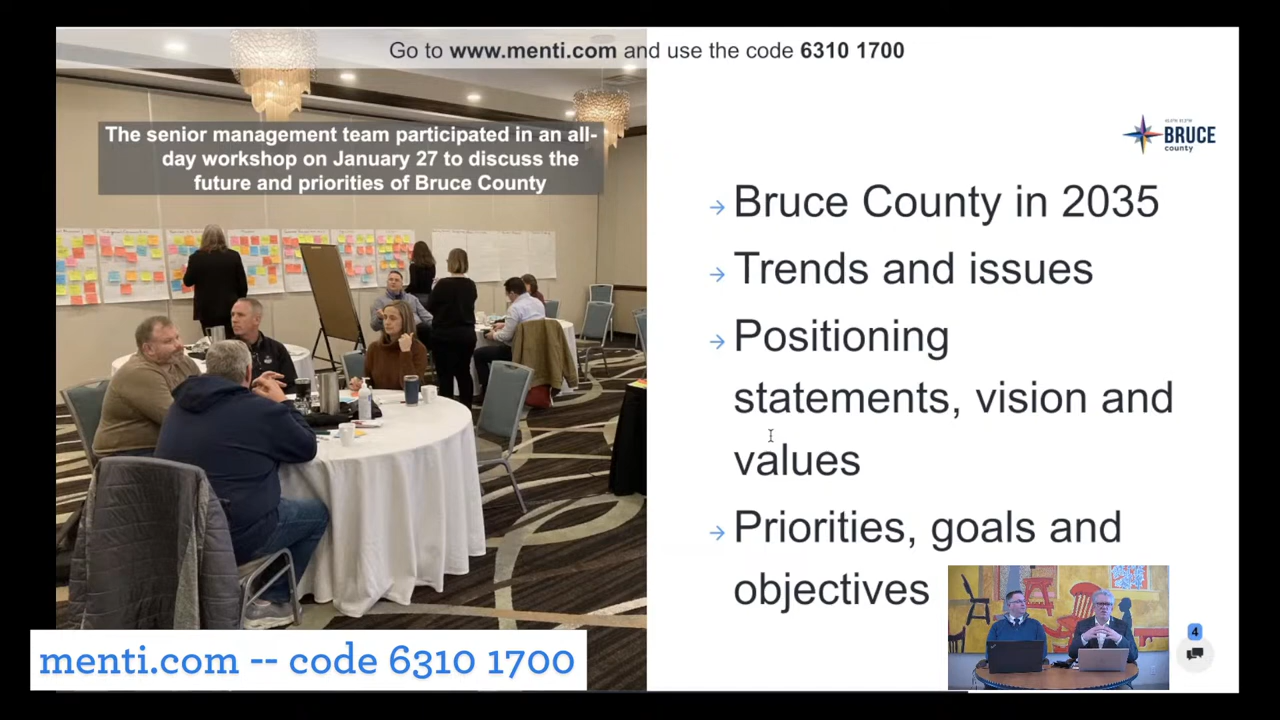 Go to www.menti.com and use the code 6310 1700
The senior management team participated in an all-
day workshop on January 27 to discuss the
future and priorities of Bruce County
BRUCE
county
→ Bruce County in 2035
→ Trends and issues
→ Positioning
statements, vision and
values
→ Priorities, goals and
objectives
4
menti.com -- code 6310 1700